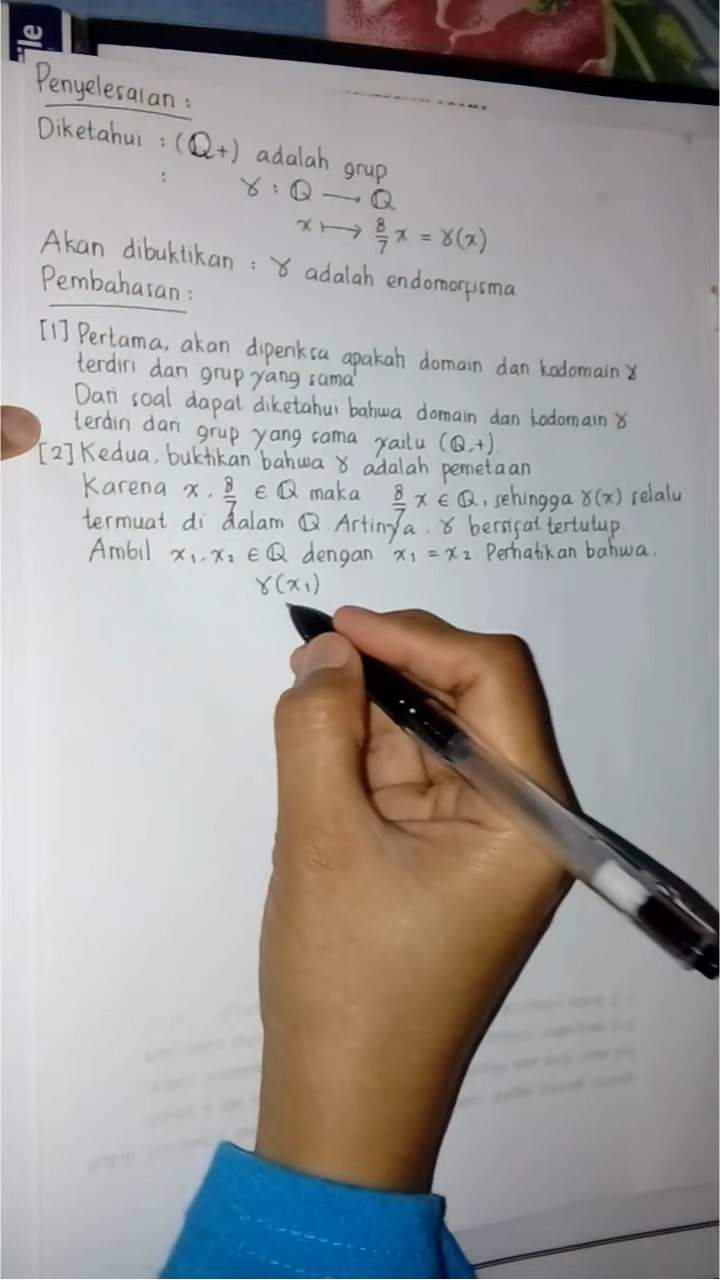 ile
Penyelesaian :
Diketahui : (Q+) adalah grup
: γ : Q → Q
x ↦ 8/7 x = γ(x)
Akan dibuktikan : γ adalah endomorfisma
Pembahasan :
[1] Pertama, akan diperiksa apakah domain dan kodomain γ
terdiri dari grup yang sama
Dari soal dapat diketahui bahwa domain dan kodomain γ
terdiri dari grup yang sama yaitu (Q,+)
[2] Kedua, buktikan bahwa γ adalah pemetaan
Karena x, 8/7 ∈ Q maka 8/7 x ∈ Q, sehingga γ(x) selalu
termuat di dalam Q. Artinya, γ bersifat tertutup.
Ambil x₁, x₂ ∈ Q dengan x₁ = x₂. Perhatikan bahwa.
γ(x₁)